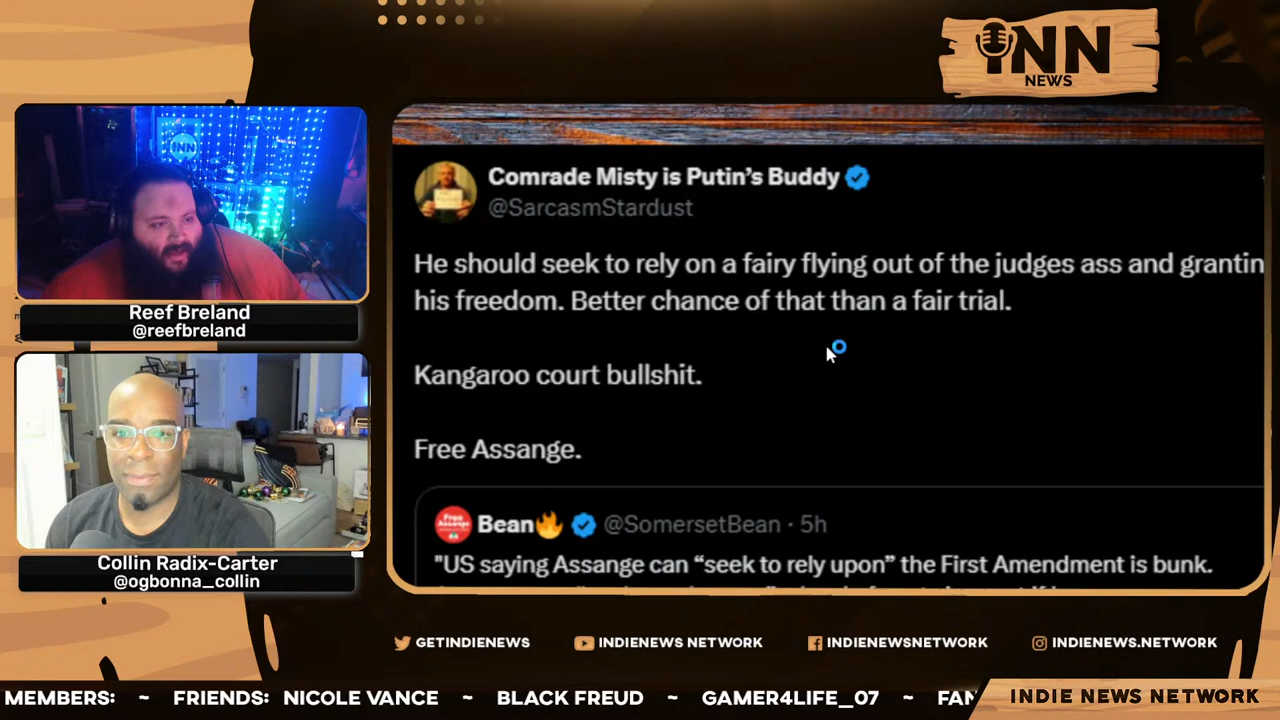 INN
NEWS
INN
Reef Breland
@reefbreland
Collin Radix-Carter
@ogbonna_collin
Comrade Misty is Putin's Buddy
@SarcasmStardust
He should seek to rely on a fairy flying out of the judges ass and grantin
his freedom. Better chance of that than a fair trial.
Kangaroo court bullshit.
Free Assange.
Free Assange
Bean🔥 @SomersetBean · 5h
"US saying Assange can “seek to rely upon” the First Amendment is bunk.
GETINDIENEWS INDIENEWS NETWORK INDIENEWSNETWORK INDIENEWS.NETWORK
MEMBERS: ~ FRIENDS: NICOLE VANCE ~ BLACK FREUD ~ GAMER4LIFE_07 ~ FAN
INDIE NEWS NETWORK